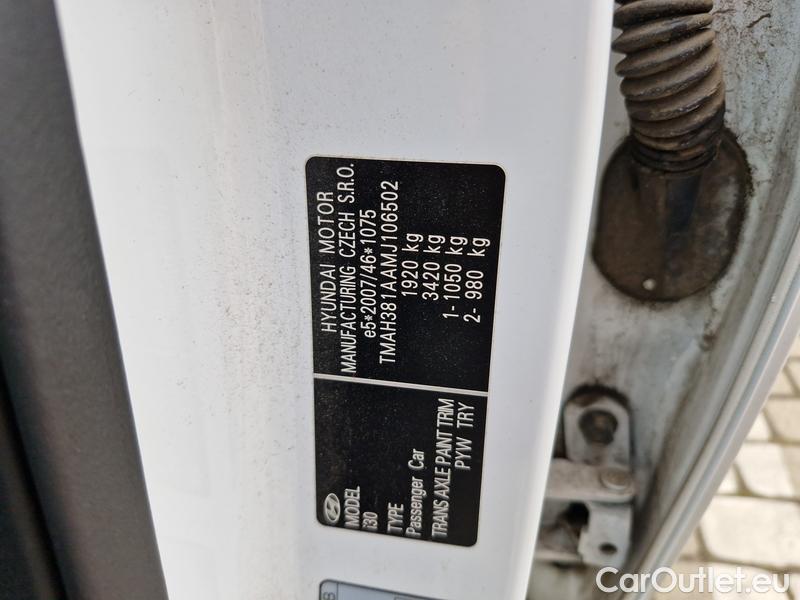 HYUNDAI MOTOR
MANUFACTURING CZECH S.R.O.
e5*2007/46*1075
TMAH381AAMJ106502
1920 kg
3420 kg
1- 1050 kg
2- 980 kg
MODEL
i30
TYPE
Passenger Car
TRANS AXLE PAINT TRIM
PYW TRY
CarOutlet.eu